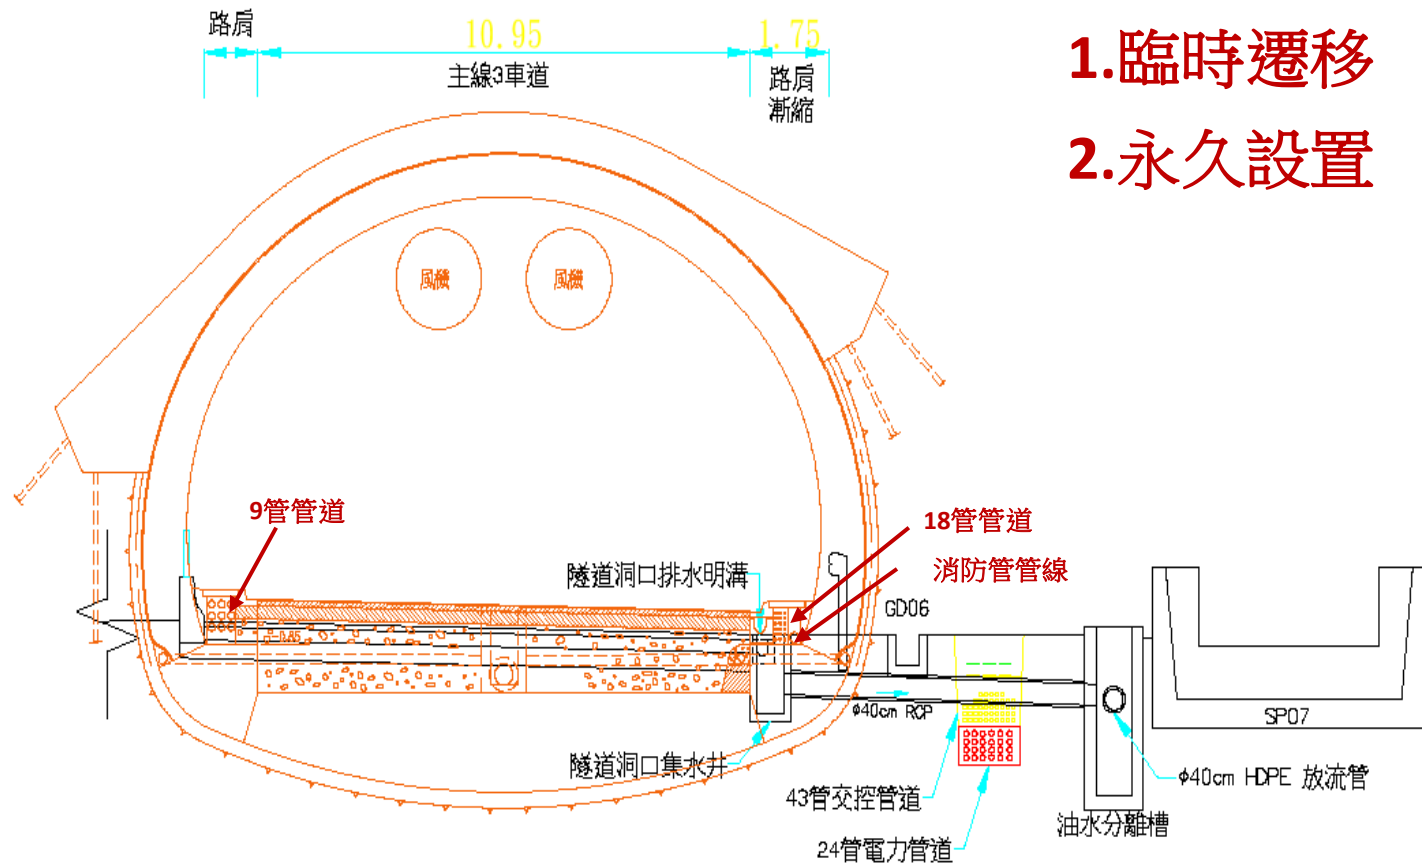 路肩
10.95
1.75
主線3車道
路肩
漸縮
1.臨時遷移
2.永久設置
風機
風機
9管管道
18管管道
消防管管線
隧道洞口排水明溝
GD06
0.85
φ40cm RCP
SP07
隧道洞口集水井
43管交控管道
24管電力管道
φ40cm HDPE 放流管
油水分離槽